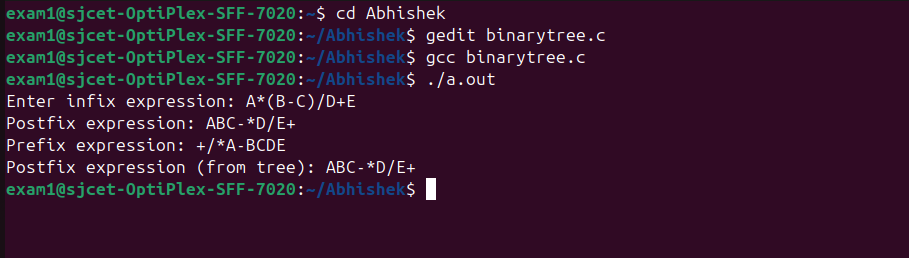 exam1@sjcet-OptiPlex-SFF-7020:~$ cd Abhishek
exam1@sjcet-OptiPlex-SFF-7020:~/Abhishek$ gedit binarytree.c
exam1@sjcet-OptiPlex-SFF-7020:~/Abhishek$ gcc binarytree.c
exam1@sjcet-OptiPlex-SFF-7020:~/Abhishek$ ./a.out
Enter infix expression: A*(B-C)/D+E
Postfix expression: ABC-*D/E+
Prefix expression: +/*A-BCDE
Postfix expression (from tree): ABC-*D/E+
exam1@sjcet-OptiPlex-SFF-7020:~/Abhishek$